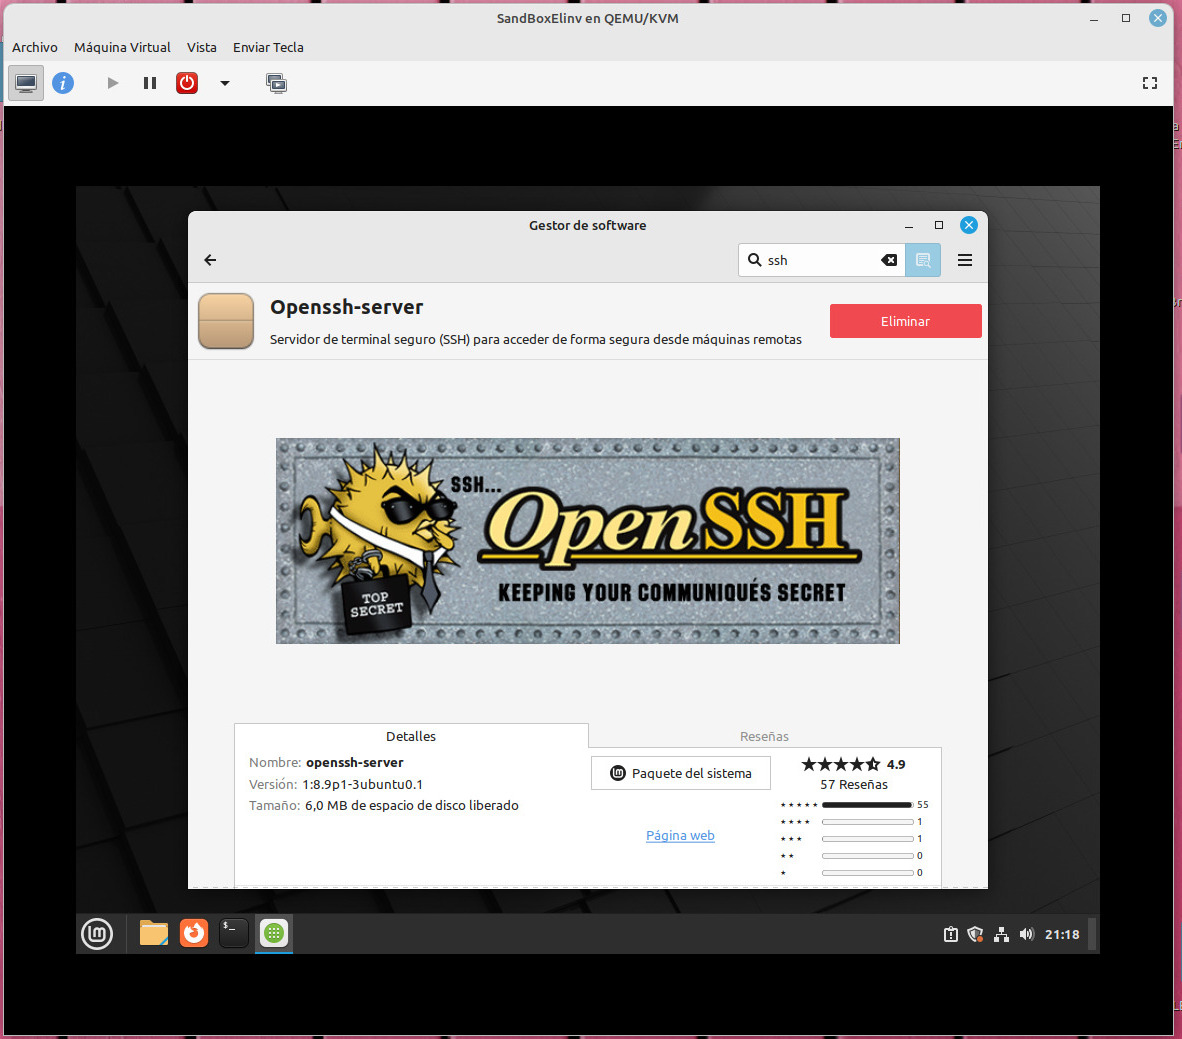 SandBoxElinv en QEMU/KVM
Archivo Máquina Virtual Vista Enviar Tecla
Gestor de software
ssh
Openssh-server
Servidor de terminal seguro (SSH) para acceder de forma segura desde máquinas remotas
Eliminar
SSH...
OpenSSH
KEEPING YOUR COMMUNIQUÉS SECRET
TOP
SECRET
Detalles
Reseñas
Nombre: openssh-server
Versión: 1:8.9p1-3ubuntu0.1
Tamaño: 6,0 MB de espacio de disco liberado
Paquete del sistema
Página web
4.9
57 Reseñas
55
1
1
0
0
$_
21:18